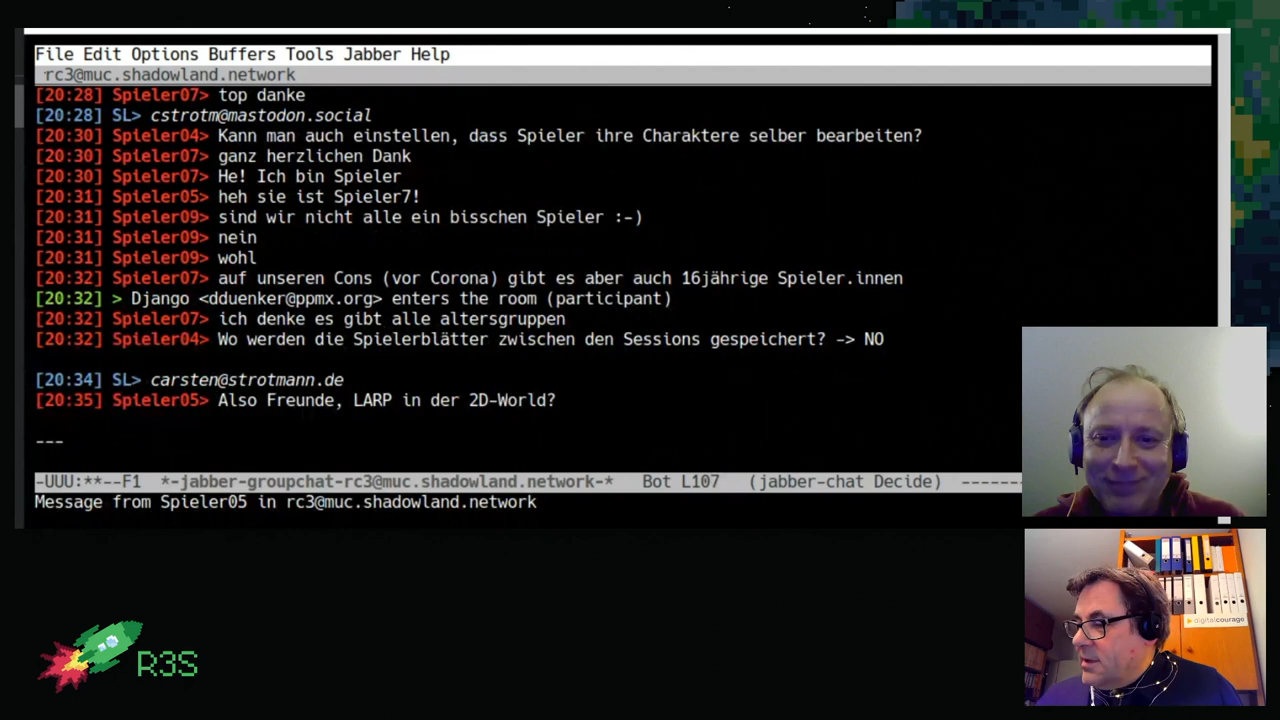 File Edit Options Buffers Tools Jabber Help
rc3@muc.shadowland.network
[20:28] Spieler07> top danke
[20:28] SL> cstrotm@mastodon.social
[20:30] Spieler04> Kann man auch einstellen, dass Spieler ihre Charaktere selber bearbeiten?
[20:30] Spieler07> ganz herzlichen Dank
[20:30] Spieler07> He! Ich bin Spieler
[20:31] Spieler05> heh sie ist Spieler7!
[20:31] Spieler09> sind wir nicht alle ein bisschen Spieler :-)
[20:31] Spieler09> nein
[20:31] Spieler09> wohl
[20:32] Spieler07> auf unseren Cons (vor Corona) gibt es aber auch 16jährige Spieler.innen
[20:32] > Django <dduenker@ppmx.org> enters the room (participant)
[20:32] Spieler07> ich denke es gibt alle altersgruppen
[20:32] Spieler04> Wo werden die Spielerblätter zwischen den Sessions gespeichert? -> NO
[20:34] SL> carsten@strotmann.de
[20:35] Spieler05> Also Freunde, LARP in der 2D-World?
---
-UUU:**--F1 *-jabber-groupchat-rc3@muc.shadowland.network-* Bot L107 (jabber-chat Decide) -------
Message from Spieler05 in rc3@muc.shadowland.network
digitalcourage
R3S